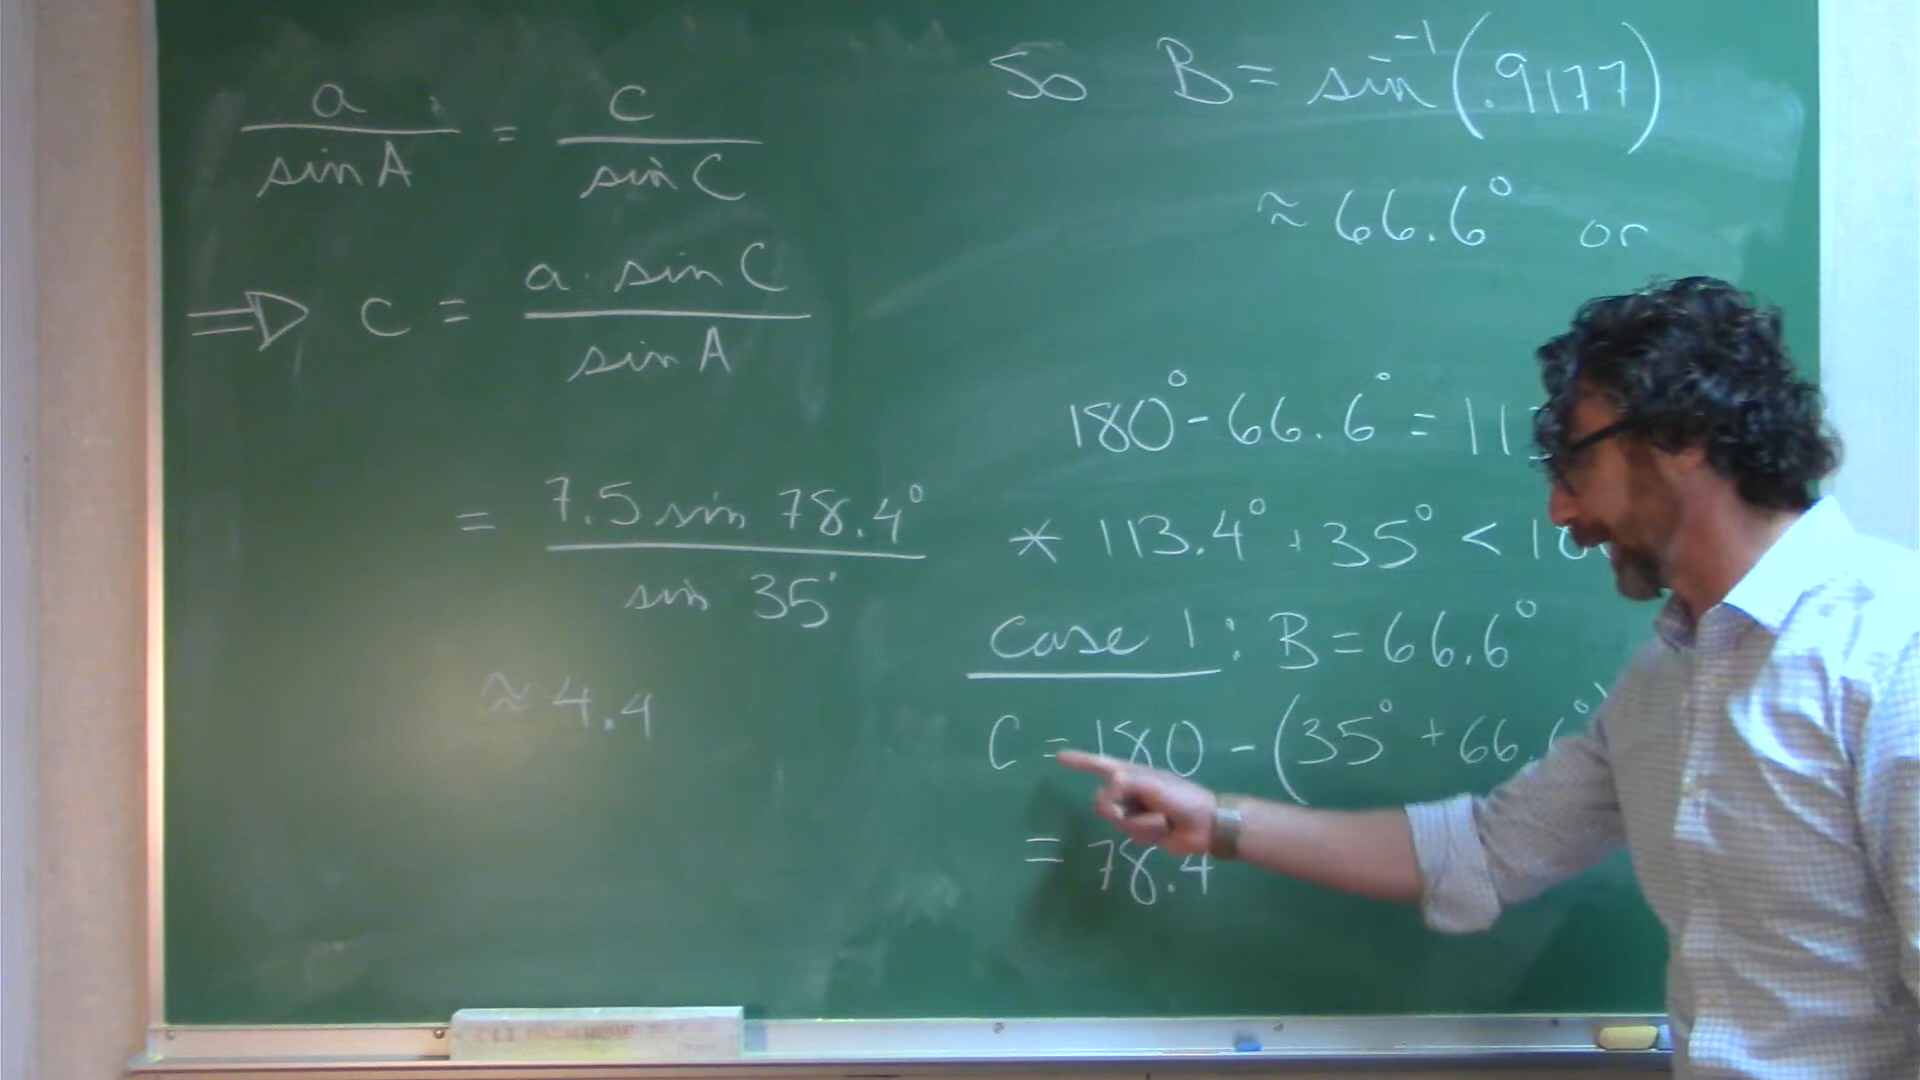 a / sin A = c / sin C
⇒ c = a · sin C / sin A
= 7.5 sin 78.4° / sin 35°
≈ 4.4
So B = sin⁻¹(.9177)
≈ 66.6° or
180° - 66.6° = 11
* 113.4° + 35° < 1
Case 1: B = 66.6°
C = 180 - (35° + 66.6°)
= 78.4